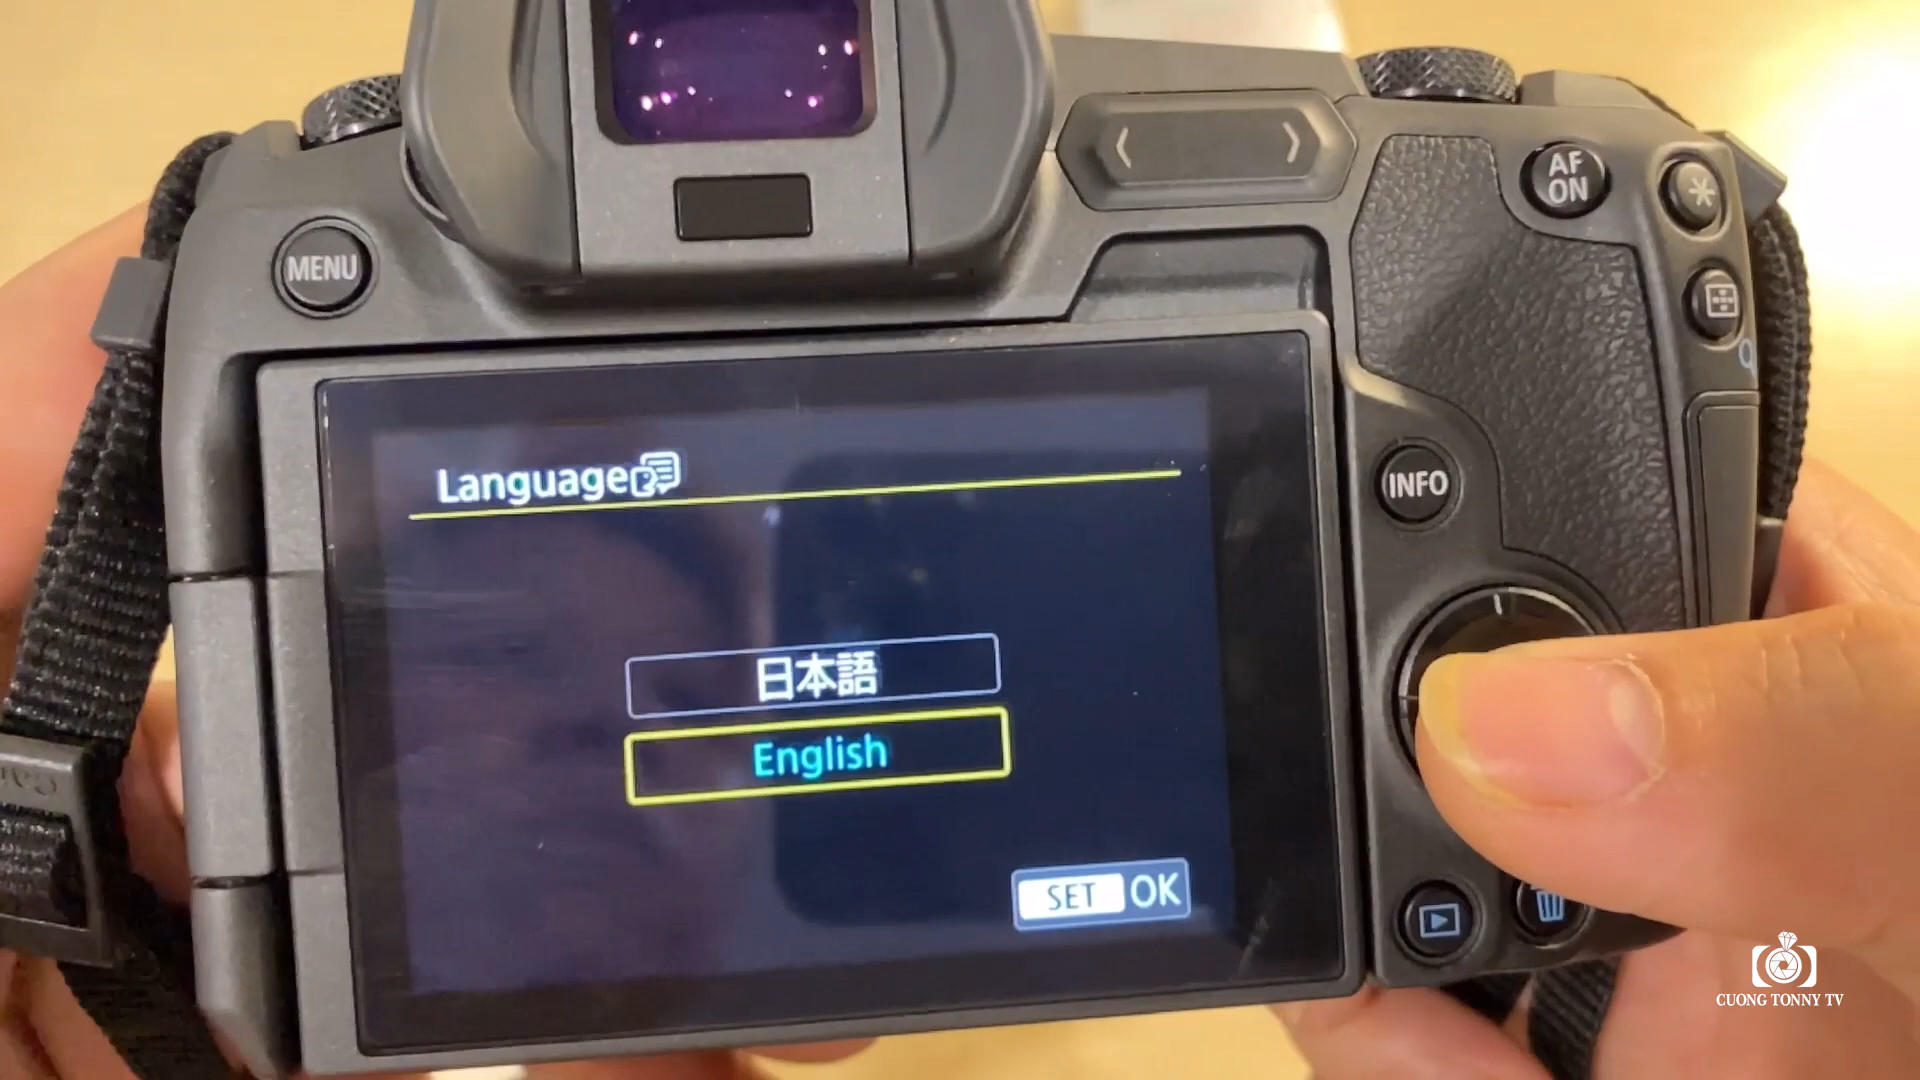 AF
ON
MENU
Q
Language
INFO
日本語
English
SET OK
CUONG TONNY TV